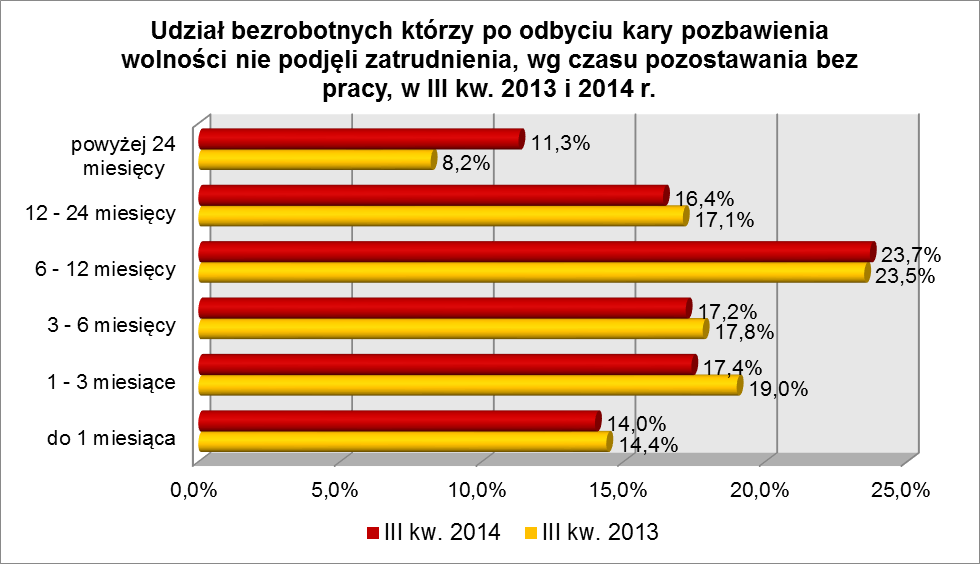 Udział bezrobotnych którzy po odbyciu kary pozbawienia
wolności nie podjęli zatrudnienia, wg czasu pozostawania bez
pracy, w III kw. 2013 i 2014 r.
powyżej 24
miesięcy
11,3%
8,2%
12 - 24 miesięcy
16,4%
17,1%
6 - 12 miesięcy
23,7%
23,5%
3 - 6 miesięcy
17,2%
17,8%
1 - 3 miesiące
17,4%
19,0%
do 1 miesiąca
14,0%
14,4%
0,0% 5,0% 10,0% 15,0% 20,0% 25,0%
III kw. 2014 III kw. 2013